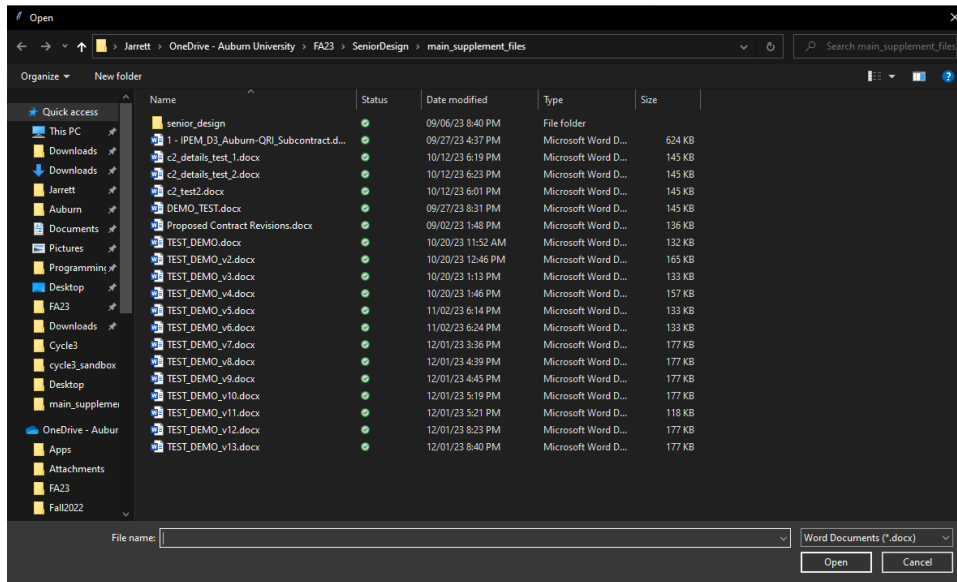 Open
Jarrett > OneDrive - Auburn University > FA23 > SeniorDesign > main_supplement_files
Search main_supplement_files
Organize
New folder
Name Status Date modified Type Size
Quick access
This PC
Downloads
Downloads
Jarrett
Auburn
Documents
Pictures
Programming
Desktop
FA23
Downloads
Cycle3
cycle3_sandbox
Desktop
main_suppleme
OneDrive - Aubur
Apps
Attachments
FA23
Fall2022
senior_design 09/06/23 8:40 PM File folder
1 - IPEM_D3_Auburn-QRI_Subcontract.d... 09/27/23 4:37 PM Microsoft Word D... 624 KB
c2_details_test_1.docx 10/12/23 6:19 PM Microsoft Word D... 145 KB
c2_details_test_2.docx 10/12/23 6:23 PM Microsoft Word D... 145 KB
c2_test2.docx 10/12/23 6:01 PM Microsoft Word D... 145 KB
DEMO_TEST.docx 09/27/23 8:31 PM Microsoft Word D... 145 KB
Proposed Contract Revisions.docx 09/02/23 1:48 PM Microsoft Word D... 136 KB
TEST_DEMO.docx 10/20/23 11:52 AM Microsoft Word D... 132 KB
TEST_DEMO_v2.docx 10/20/23 12:46 PM Microsoft Word D... 165 KB
TEST_DEMO_v3.docx 10/20/23 1:13 PM Microsoft Word D... 133 KB
TEST_DEMO_v4.docx 10/20/23 1:46 PM Microsoft Word D... 157 KB
TEST_DEMO_v5.docx 11/02/23 6:14 PM Microsoft Word D... 133 KB
TEST_DEMO_v6.docx 11/02/23 6:24 PM Microsoft Word D... 133 KB
TEST_DEMO_v7.docx 12/01/23 3:36 PM Microsoft Word D... 177 KB
TEST_DEMO_v8.docx 12/01/23 4:39 PM Microsoft Word D... 177 KB
TEST_DEMO_v9.docx 12/01/23 4:45 PM Microsoft Word D... 177 KB
TEST_DEMO_v10.docx 12/01/23 5:19 PM Microsoft Word D... 177 KB
TEST_DEMO_v11.docx 12/01/23 5:21 PM Microsoft Word D... 118 KB
TEST_DEMO_v12.docx 12/01/23 8:23 PM Microsoft Word D... 177 KB
TEST_DEMO_v13.docx 12/01/23 8:40 PM Microsoft Word D... 177 KB
File name:
Word Documents (*.docx)
Open
Cancel